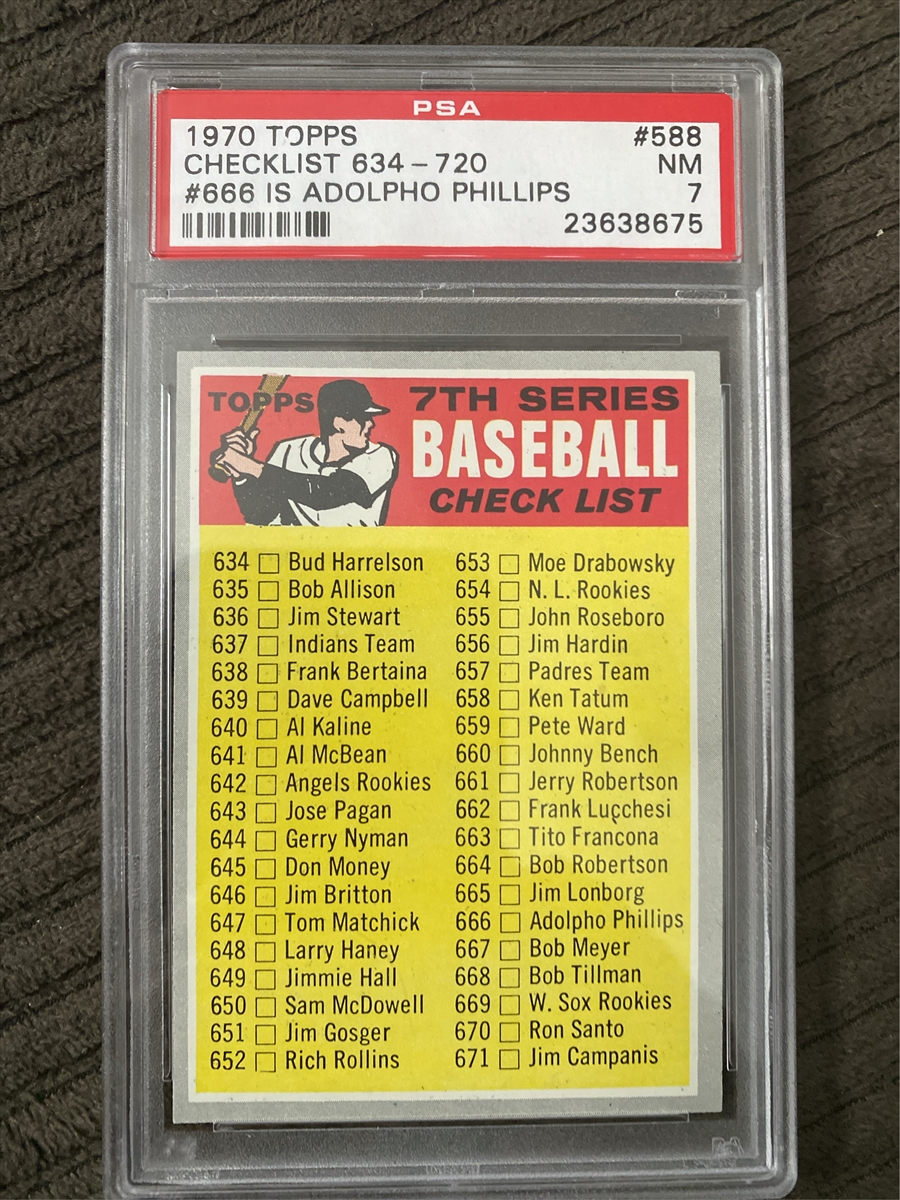 PSA
1970 TOPPS #588
CHECKLIST 634-720 NM
#666 IS ADOLPHO PHILLIPS 7
23638675
TOPPS 7TH SERIES
BASEBALL
CHECK LIST
634 Bud Harrelson
635 Bob Allison
636 Jim Stewart
637 Indians Team
638 Frank Bertaina
639 Dave Campbell
640 Al Kaline
641 Al McBean
642 Angels Rookies
643 Jose Pagan
644 Gerry Nyman
645 Don Money
646 Jim Britton
647 Tom Matchick
648 Larry Haney
649 Jimmie Hall
650 Sam McDowell
651 Jim Gosger
652 Rich Rollins
653 Moe Drabowsky
654 N. L. Rookies
655 John Roseboro
656 Jim Hardin
657 Padres Team
658 Ken Tatum
659 Pete Ward
660 Johnny Bench
661 Jerry Robertson
662 Frank Lucchesi
663 Tito Francona
664 Bob Robertson
665 Jim Lonborg
666 Adolpho Phillips
667 Bob Meyer
668 Bob Tillman
669 W. Sox Rookies
670 Ron Santo
671 Jim Campanis